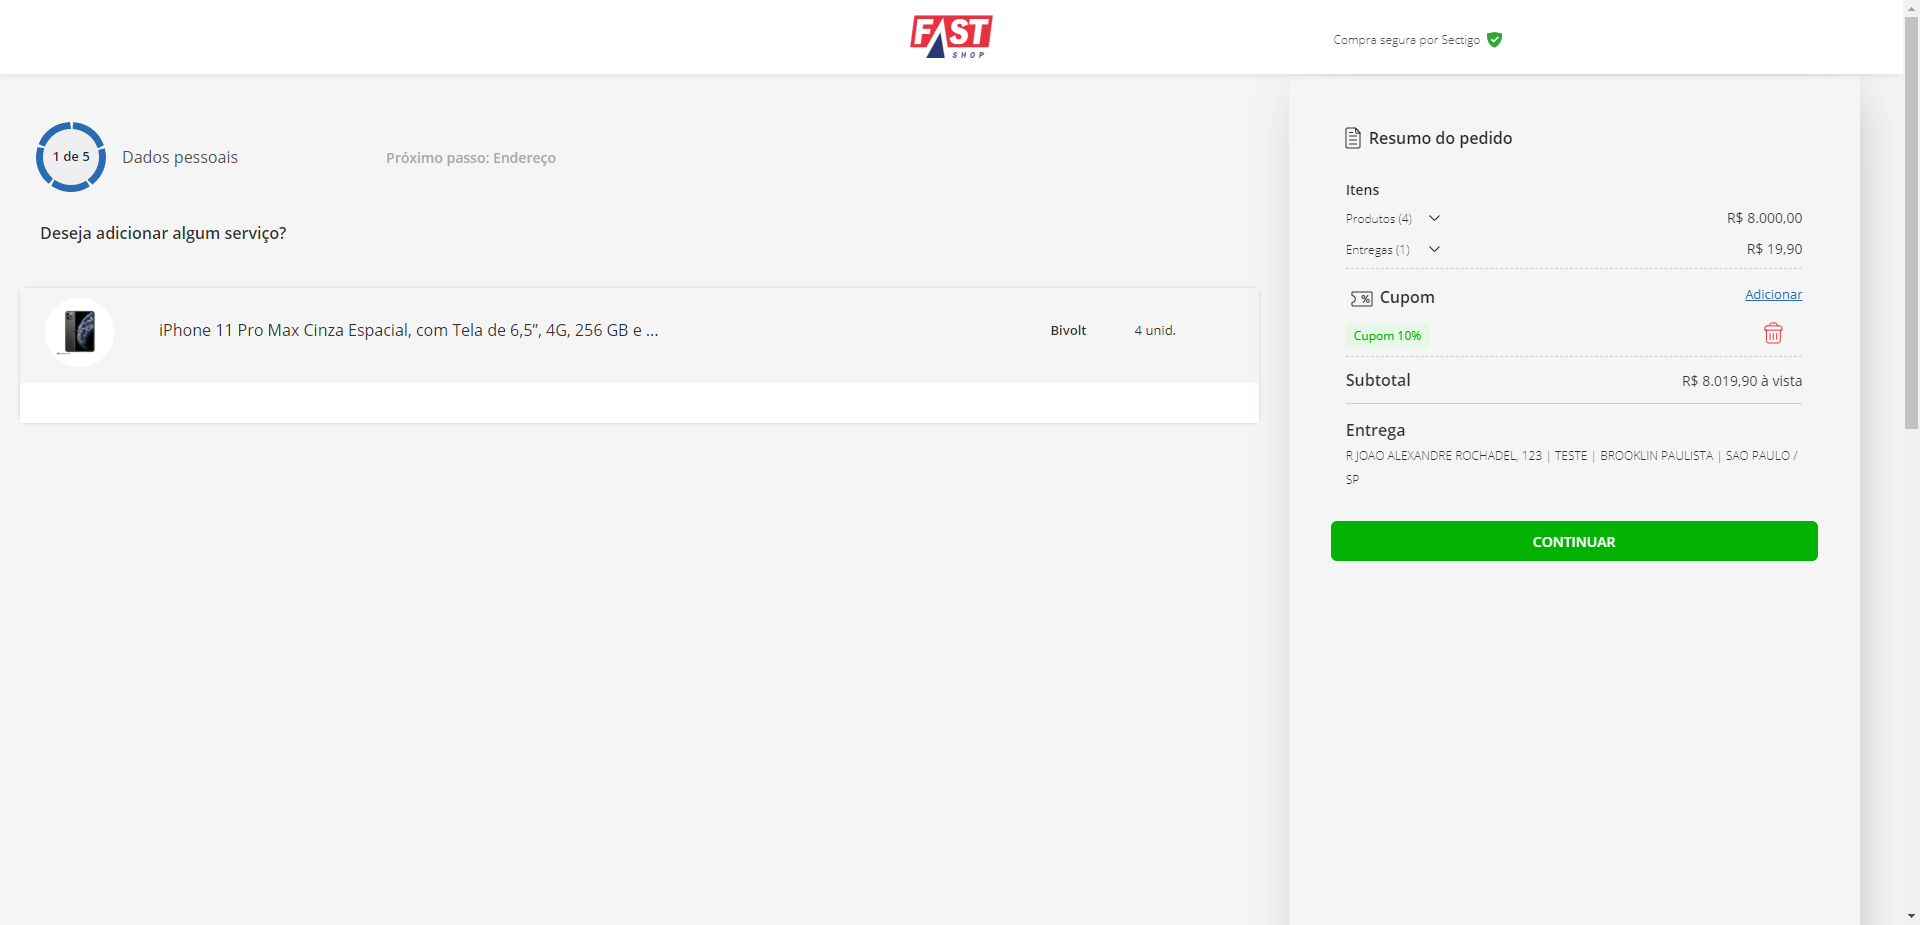 FAST
SHOP
Compra segura por Sectigo
1 de 5
Dados pessoais
Próximo passo: Endereço
Deseja adicionar algum serviço?
iPhone 11 Pro Max Cinza Espacial, com Tela de 6,5”, 4G, 256 GB e ...
Bivolt
4 unid.
Resumo do pedido
Itens
Produtos (4)
R$ 8.000,00
Entregas (1)
R$ 19,90
% Cupom
Adicionar
Cupom 10%
Subtotal
R$ 8.019,90 à vista
Entrega
R JOAO ALEXANDRE ROCHADEL, 123 | TESTE | BROOKLIN PAULISTA | SAO PAULO /
SP
CONTINUAR